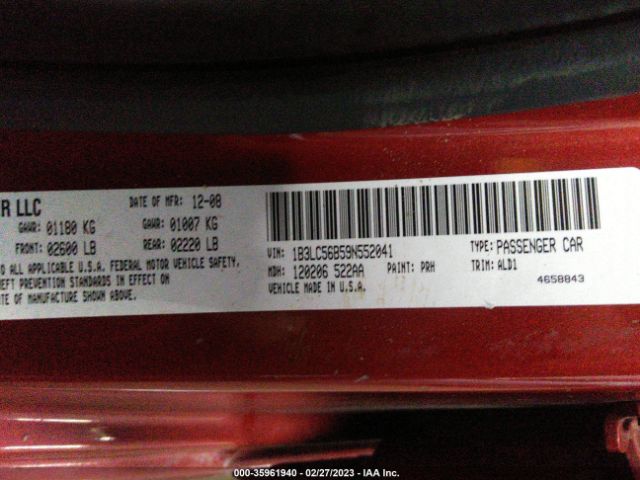 R LLC
DATE OF MFR: 12-08
GAWR: 01180 KG
GAWR: 01007 KG
FRONT: 02600 LB
REAR: 02220 LB
O ALL APPLICABLE U.S.A. FEDERAL MOTOR VEHICLE SAFETY,
HEFT PREVENTION STANDARDS IN EFFECT ON
ATE OF MANUFACTURE SHOWN ABOVE.
VIN: 1B3LC56B59N552041
TYPE: PASSENGER CAR
MDH: 120206 522AA
PAINT: PRH
TRIM: ALD1
VEHICLE MADE IN U.S.A.
4658843
000-35961940 - 02/27/2023 - IAA Inc.